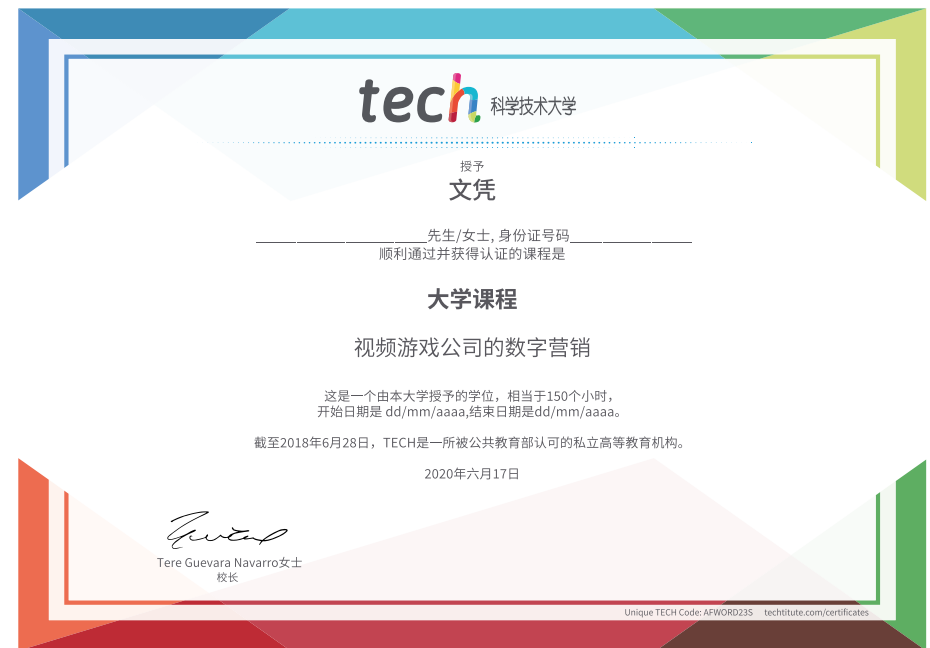 tech 科学技术大学
授予
文凭
________________________先生/女士, 身份证号码________________
顺利通过并获得认证的课程是
大学课程
视频游戏公司的数字营销
这是一个由本大学授予的学位，相当于150个小时，
开始日期是 dd/mm/aaaa,结束日期是dd/mm/aaaa。
截至2018年6月28日，TECH是一所被公共教育部认可的私立高等教育机构。
2020年六月17日
Tere Guevara Navarro女士
校长
Unique TECH Code: AFWORD23S techtitute.com/certificates